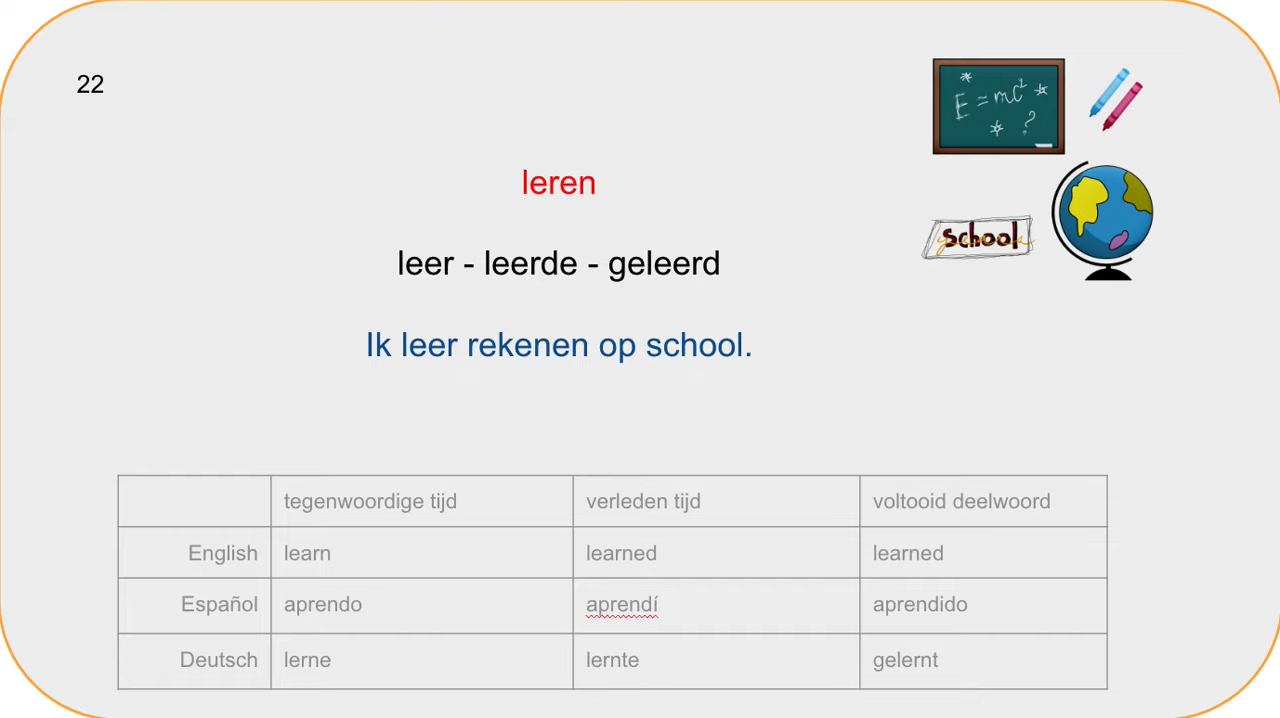 22
E = mc²
?
School
leren
leer - leerde - geleerd
Ik leer rekenen op school.
tegenwoordige tijd verleden tijd voltooid deelwoord
English learn learned learned
Español aprendo aprendí aprendido
Deutsch lerne lernte gelernt